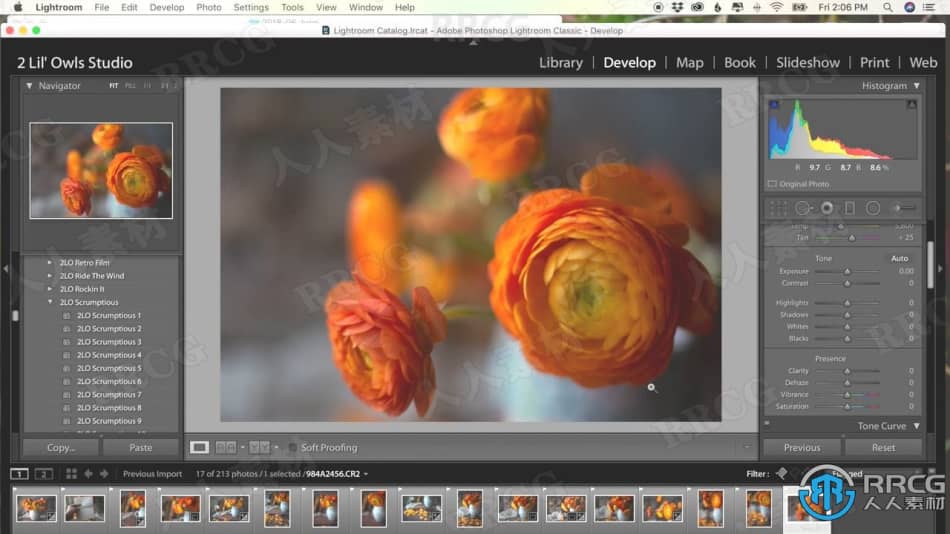 Lightroom File Edit Develop Photo Settings Tools View Window Help
Fri 2:06 PM
Lightroom Catalog.lrcat - Adobe Photoshop Lightroom Classic - Develop
2 Lil' Owls Studio
Library | Develop | Map | Book | Slideshow | Print | Web
Navigator FIT FILL 1:1
Histogram
R 9.7 G 8.7 B 8.6 %
Original Photo
Temp 5,800
Tint + 25
Tone Auto
Exposure 0.00
Contrast 0
Highlights 0
Shadows 0
Whites 0
Blacks 0
Presence
Clarity 0
Dehaze 0
Vibrance 0
Saturation 0
Tone Curve
Previous Reset
2LO Retro Film
2LO Ride The Wind
2LO Rockin It
2LO Scrumptious
2LO Scrumptious 1
2LO Scrumptious 2
2LO Scrumptious 3
2LO Scrumptious 4
2LO Scrumptious 5
2LO Scrumptious 6
2LO Scrumptious 7
2LO Scrumptious 8
2LO Scrumptious 9
Copy... Paste
Soft Proofing
1 2 Previous Import 17 of 213 photos / 1 selected / 984A2456.CR2
Filter:
RRCG
人人素材